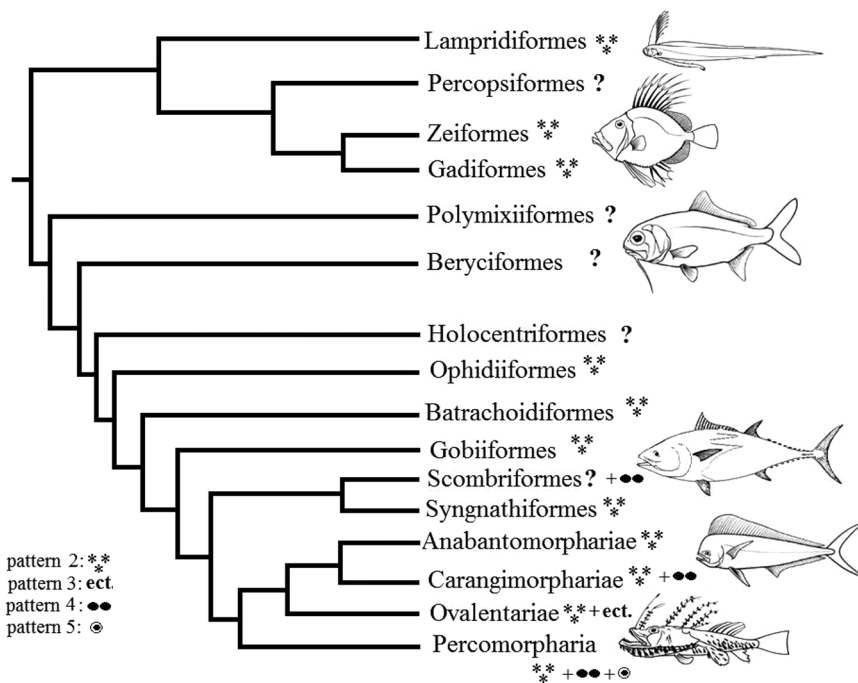 Lampridiformes ***
Percopsiformes ?
Zeiformes ***
Gadiformes ***
Polymixiiformes ?
Beryciformes ?
Holocentriformes ?
Ophidiiformes ***
Batrachoidiformes ***
Gobiiformes ***
Scombriformes ? + ●●
Syngnathiformes ***
Anabantomorphariae ***
Carangimorphariae *** + ●●
Ovalentariae *** + ect.
Percomorpharia
*** + ●● + ◉
pattern 2: ***
pattern 3: ect.
pattern 4: ●●
pattern 5: ◉